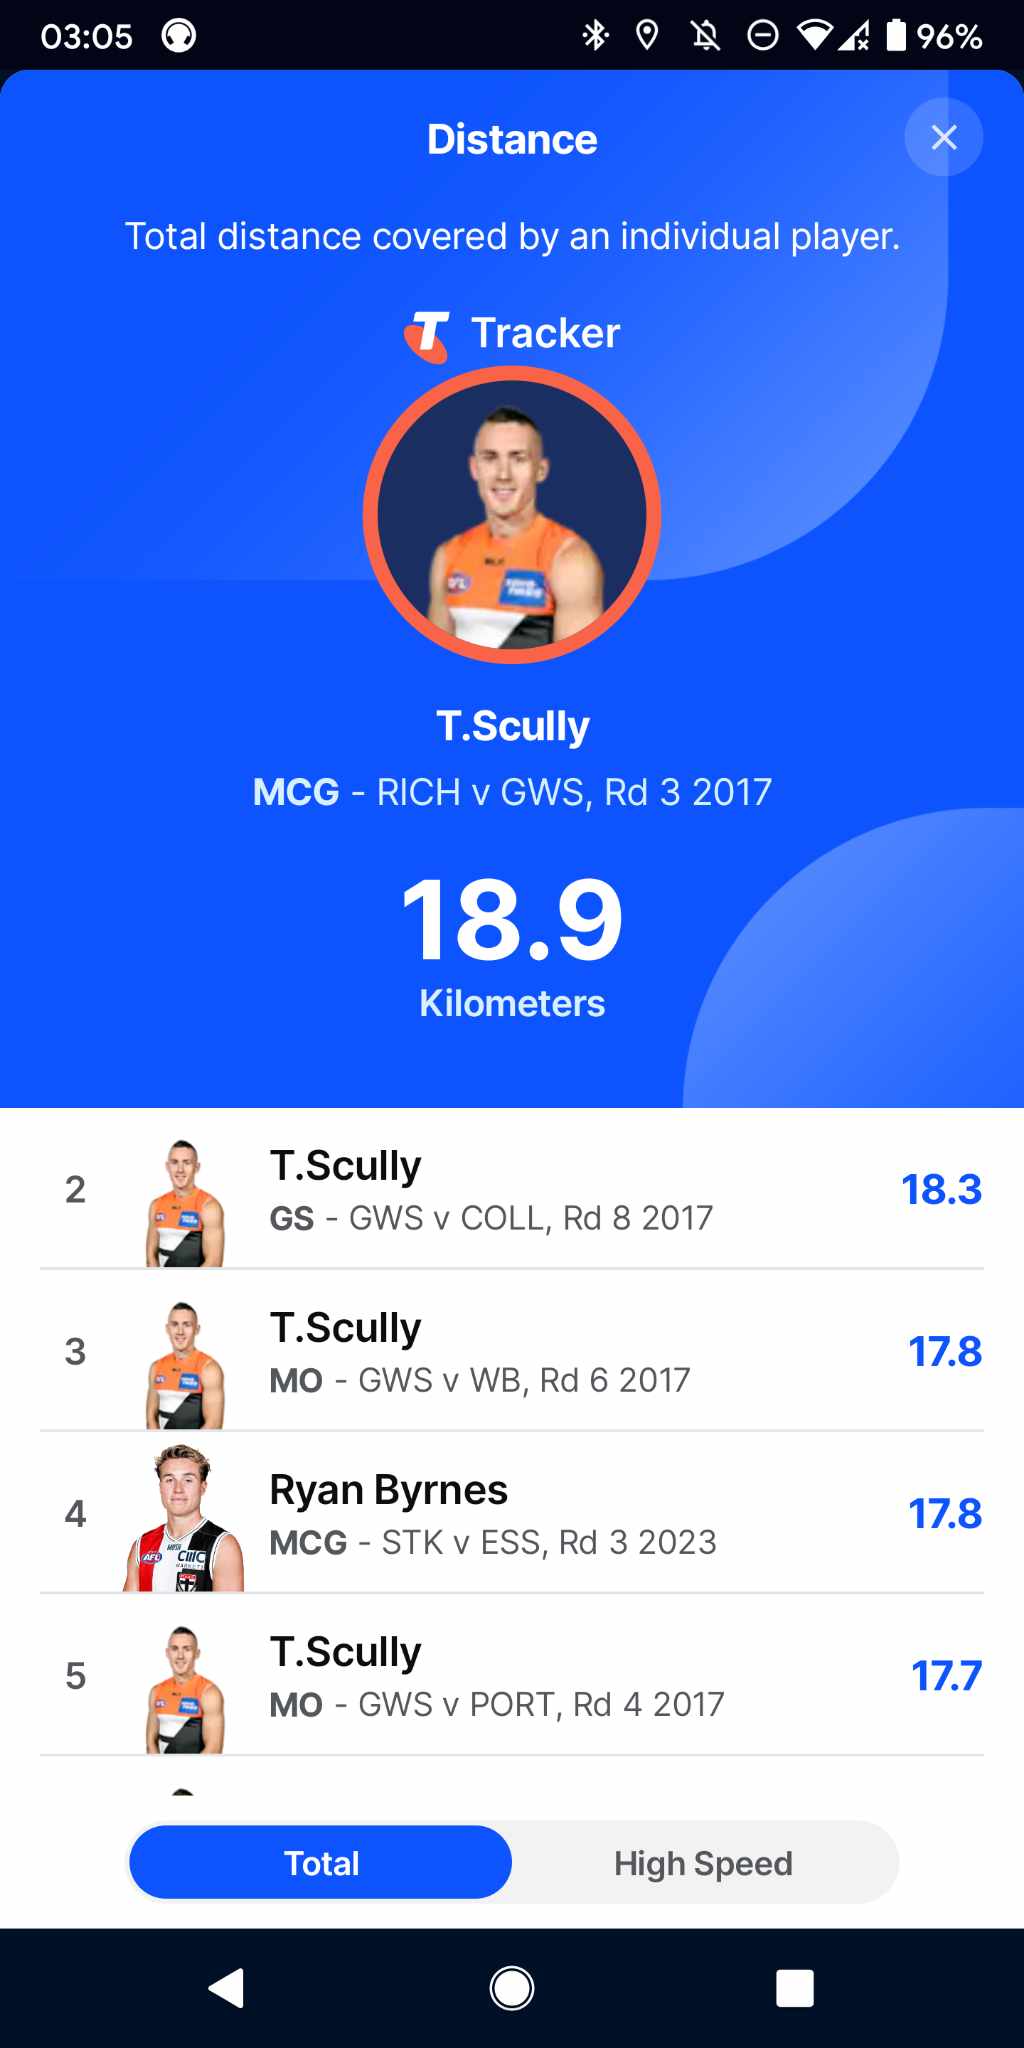 03:05
96%
Distance
Total distance covered by an individual player.
T Tracker
T.Scully
MCG - RICH v GWS, Rd 3 2017
18.9
Kilometers
2
T.Scully
GS - GWS v COLL, Rd 8 2017
18.3
3
T.Scully
MO - GWS v WB, Rd 6 2017
17.8
4
Ryan Byrnes
MCG - STK v ESS, Rd 3 2023
17.8
5
T.Scully
MO - GWS v PORT, Rd 4 2017
17.7
Total
High Speed